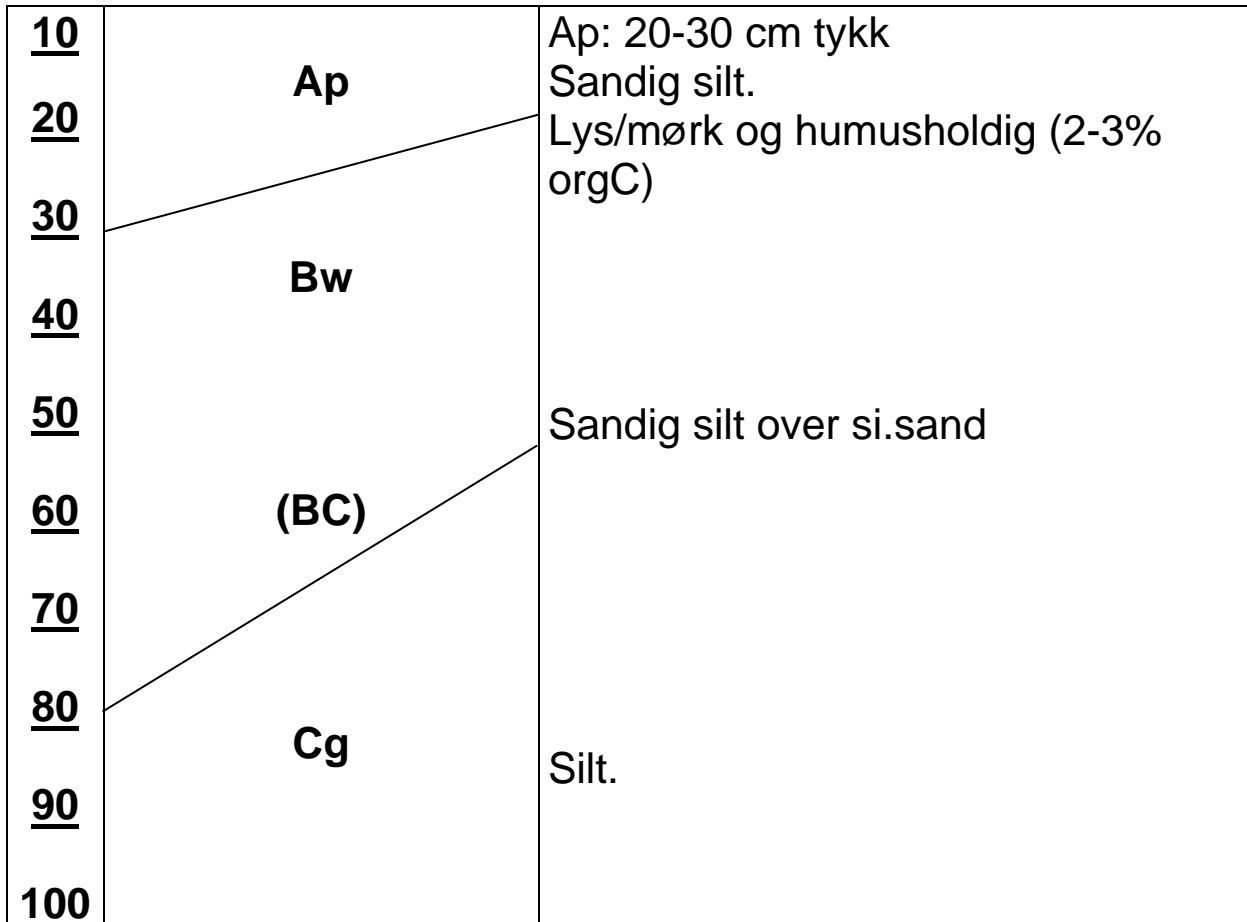 10
Ap: 20-30 cm tykk
Ap
Sandig silt.
20
Lys/mørk og humusholdig (2-3%
orgC)
30
Bw
40
50
Sandig silt over si.sand
60
(BC)
70
80
Cg
Silt.
90
100